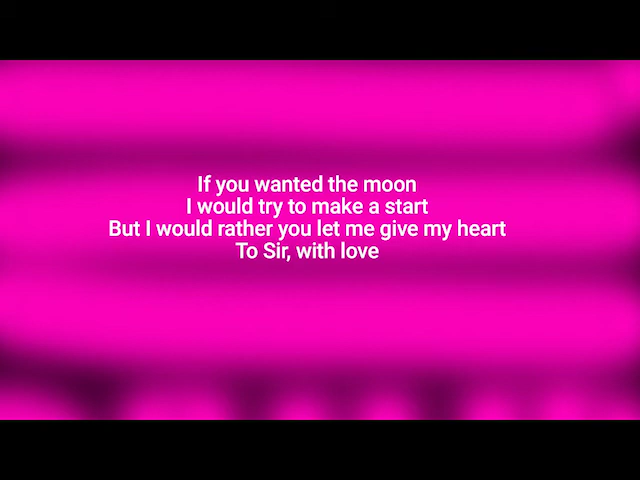 If you wanted the moon
I would try to make a start
But I would rather you let me give my heart
To Sir, with love